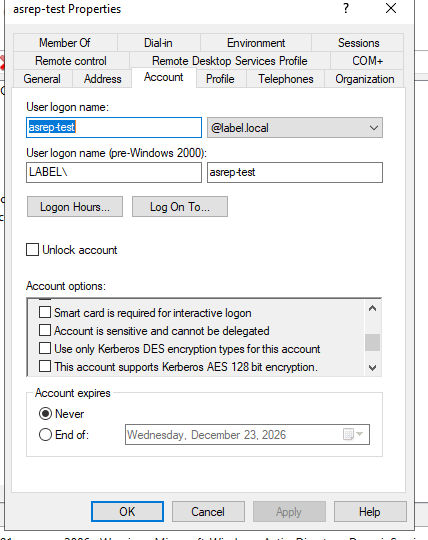 asrep-test Properties
Member Of Dial-in Environment Sessions
Remote control Remote Desktop Services Profile COM+
General Address Account Profile Telephones Organization
User logon name:
asrep-test @label.local
User logon name (pre-Windows 2000):
LABEL\ asrep-test
Logon Hours... Log On To...
Unlock account
Account options:
Smart card is required for interactive logon
Account is sensitive and cannot be delegated
Use only Kerberos DES encryption types for this account
This account supports Kerberos AES 128 bit encryption.
Account expires
Never
End of: Wednesday, December 23, 2026
OK Cancel Apply Help